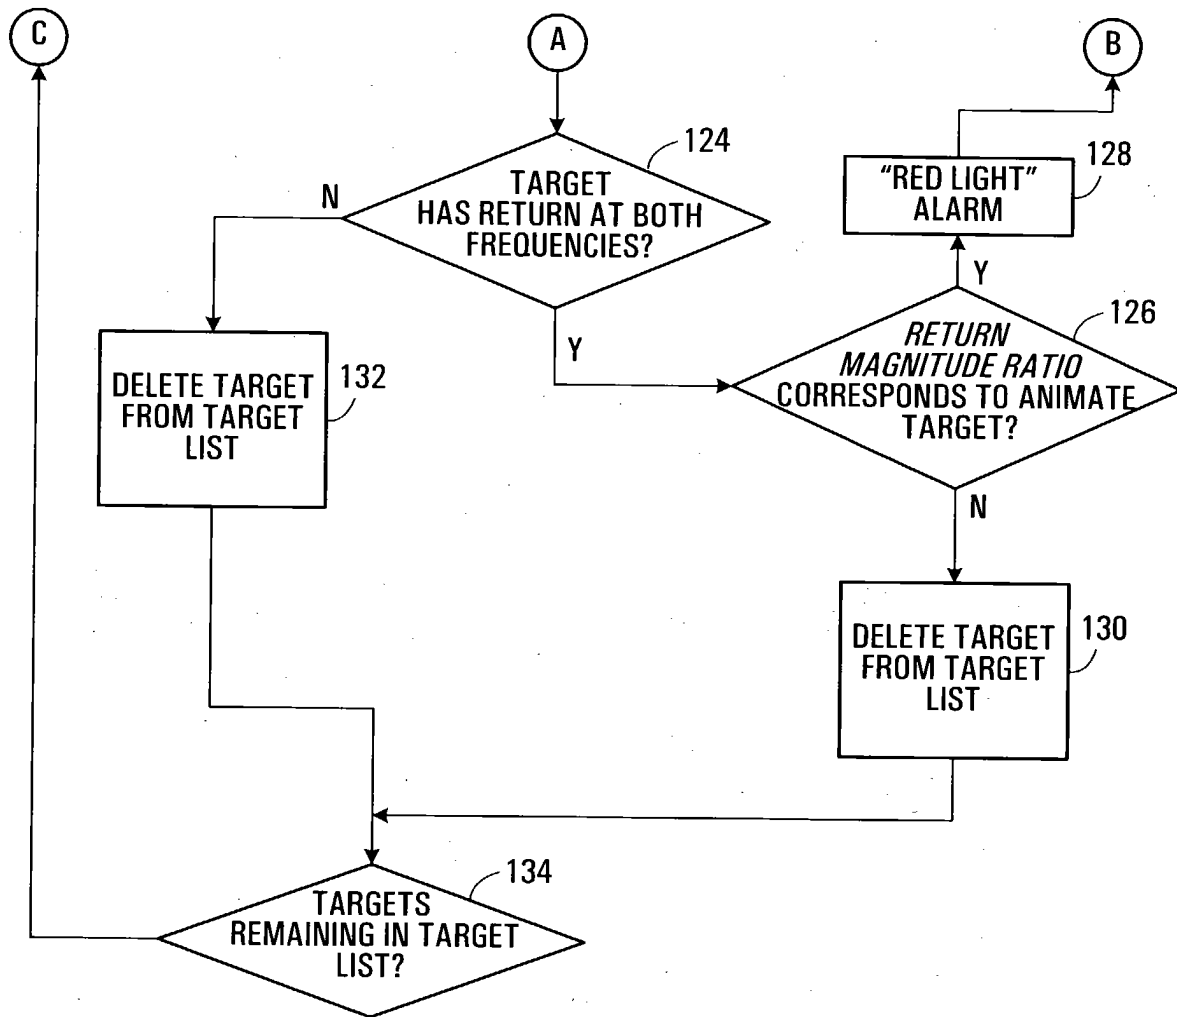 C
A
B
124
TARGET
HAS RETURN AT BOTH
FREQUENCIES?
N
Y
128
"RED LIGHT"
ALARM
Y
126
RETURN
MAGNITUDE RATIO
CORRESPONDS TO ANIMATE
TARGET?
N
132
DELETE TARGET
FROM TARGET
LIST
130
DELETE TARGET
FROM TARGET
LIST
134
TARGETS
REMAINING IN TARGET
LIST?